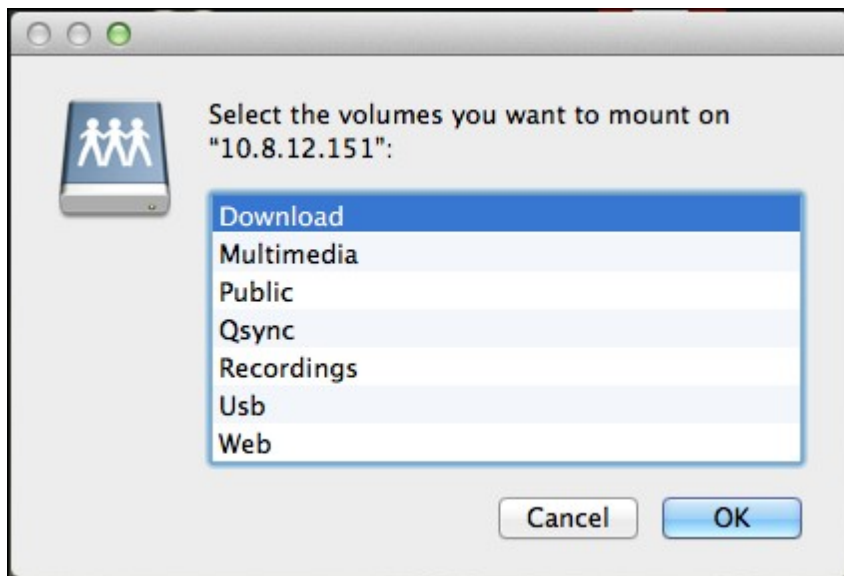 Select the volumes you want to mount on
“10.8.12.151”:
Download
Multimedia
Public
Qsync
Recordings
Usb
Web
Cancel
OK